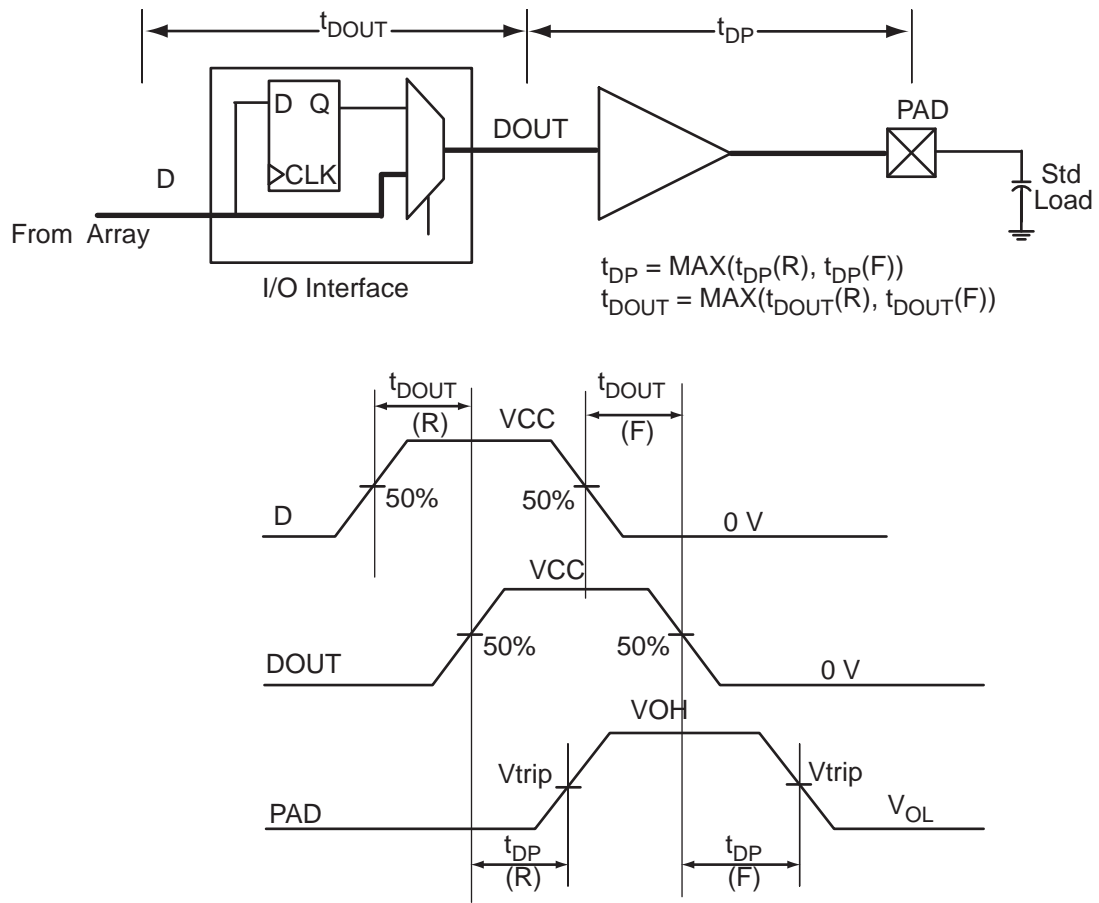 tDOUT
tDP
D Q
CLK
D
From Array
I/O Interface
DOUT
PAD
Std
Load
tDP = MAX(tDP(R), tDP(F))
tDOUT = MAX(tDOUT(R), tDOUT(F))
tDOUT
(R)
VCC
tDOUT
(F)
50%
50%
D
0 V
VCC
50%
50%
DOUT
0 V
VOH
Vtrip
Vtrip
PAD
VOL
tDP
(R)
tDP
(F)